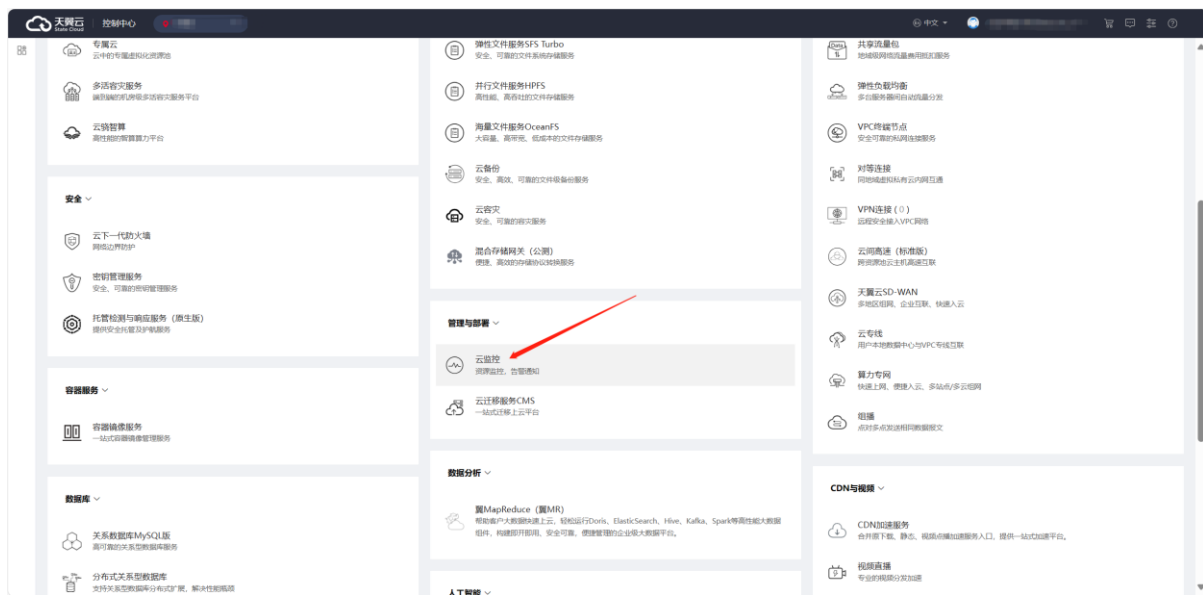 天翼云
State Cloud
控制中心
中文
专属云
云中的专属虚拟化资源池
多活容灾服务
端到端的机房级多活容灾服务平台
云骁智算
高性能的智算算力平台
安全
云下一代防火墙
网络边界防护
密钥管理服务
安全、可靠的密钥管理服务
托管检测与响应服务（原生版）
提供安全托管及护航服务
容器服务
容器镜像服务
一站式容器镜像管理服务
数据库
关系数据库MySQL版
高可靠的关系型数据库服务
分布式关系型数据库
支持关系型数据库分布式扩展，解决性能瓶颈
弹性文件服务SFS Turbo
安全、可靠的文件系统存储服务
并行文件服务HPFS
高性能、高吞吐的文件存储服务
海量文件服务OceanFS
大容量、高带宽、低成本的文件存储服务
云备份
安全、高效、可靠的文件级备份服务
云容灾
安全、可靠的容灾服务
混合存储网关（公测）
便捷、高效的存储协议转换服务
管理与部署
云监控
资源监控、告警通知
云迁移服务CMS
一站式迁移上云平台
数据分析
翼MapReduce（翼MR）
帮助客户大数据快速上云，轻松运行Doris、ElasticSearch、Hive、Kafka、Spark等高性能大数据
组件，构建即开即用、安全可靠、便捷管理的企业级大数据平台。
人工智能
共享流量包
地域级网络流量费用抵扣服务
弹性负载均衡
多台服务器间自动流量分发
VPC终端节点
安全可靠的私网连接服务
对等连接
同地域虚拟私有云内网互通
VPN连接 ( 0 )
远程安全接入VPC网络
云间高速（标准版）
跨资源池云主机高速互联
天翼云SD-WAN
多地区组网、企业互联、快速入云
云专线
用户本地数据中心与VPC专线互联
算力专网
快速上网、便捷入云、多站点/多云组网
组播
点对多点发送相同数据报文
CDN与视频
CDN加速服务
合并原下载、静态、视频点播加速服务入口，提供一站式加速平台。
视频直播
专业的视频分发加速